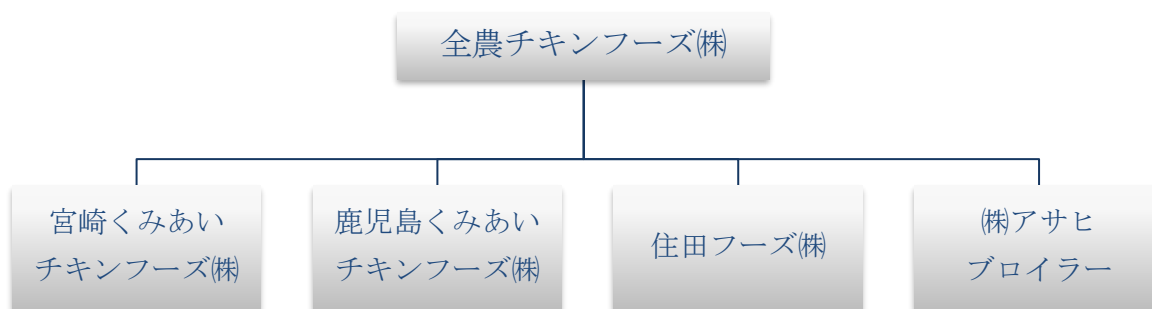 全農チキンフーズ㈱
宮崎くみあい
チキンフーズ㈱
鹿児島くみあい
チキンフーズ㈱
住田フーズ㈱
㈱アサヒ
ブロイラー